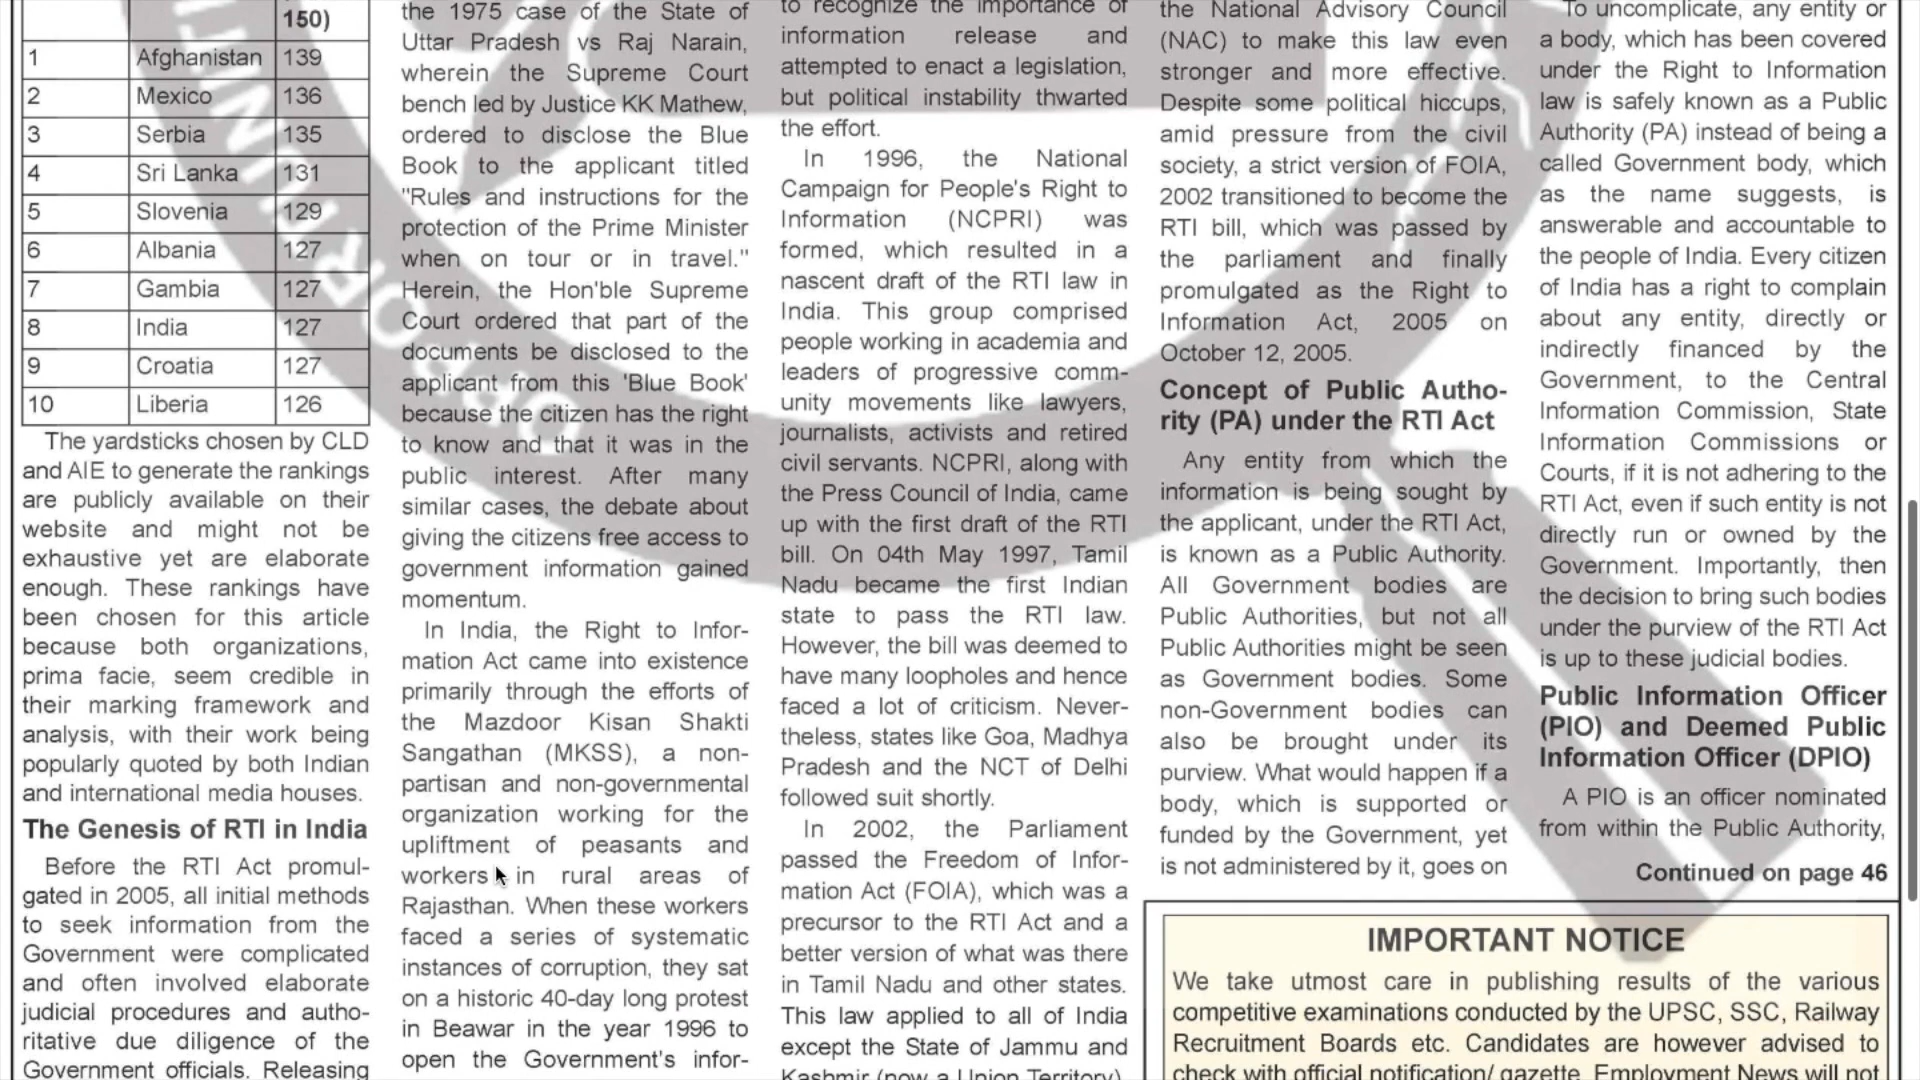 150)
1 Afghanistan 139
2 Mexico 136
3 Serbia 135
4 Sri Lanka 131
5 Slovenia 129
6 Albania 127
7 Gambia 127
8 India 127
9 Croatia 127
10 Liberia 126
The yardsticks chosen by CLD
and AIE to generate the rankings
are publicly available on their
website and might not be
exhaustive yet are elaborate
enough. These rankings have
been chosen for this article
because both organizations,
prima facie, seem credible in
their marking framework and
analysis, with their work being
popularly quoted by both Indian
and international media houses.
The Genesis of RTI in India
Before the RTI Act promul-
gated in 2005, all initial methods
to seek information from the
Government were complicated
and often involved elaborate
judicial procedures and autho-
ritative due diligence of the
Government officials. Releasing
the 1975 case of the State of
Uttar Pradesh vs Raj Narain,
wherein the Supreme Court
bench led by Justice KK Mathew,
ordered to disclose the Blue
Book to the applicant titled
"Rules and instructions for the
protection of the Prime Minister
when on tour or in travel."
Herein, the Hon'ble Supreme
Court ordered that part of the
documents be disclosed to the
applicant from this 'Blue Book'
because the citizen has the right
to know and that it was in the
public interest. After many
similar cases, the debate about
giving the citizens free access to
government information gained
momentum.
In India, the Right to Infor-
mation Act came into existence
primarily through the efforts of
the Mazdoor Kisan Shakti
Sangathan (MKSS), a non-
partisan and non-governmental
organization working for the
upliftment of peasants and
workers in rural areas of
Rajasthan. When these workers
faced a series of systematic
instances of corruption, they sat
on a historic 40-day long protest
in Beawar in the year 1996 to
open the Government's infor-
to recognize the importance of
information release and
attempted to enact a legislation,
but political instability thwarted
the effort.
In 1996, the National
Campaign for People's Right to
Information (NCPRI) was
formed, which resulted in a
nascent draft of the RTI law in
India. This group comprised
people working in academia and
leaders of progressive comm-
unity movements like lawyers,
journalists, activists and retired
civil servants. NCPRI, along with
the Press Council of India, came
up with the first draft of the RTI
bill. On 04th May 1997, Tamil
Nadu became the first Indian
state to pass the RTI law.
However, the bill was deemed to
have many loopholes and hence
faced a lot of criticism. Never-
theless, states like Goa, Madhya
Pradesh and the NCT of Delhi
followed suit shortly.
In 2002, the Parliament
passed the Freedom of Infor-
mation Act (FOIA), which was a
precursor to the RTI Act and a
better version of what was there
in Tamil Nadu and other states.
This law applied to all of India
except the State of Jammu and
Kashmir (now a Union Territory).
the National Advisory Council
(NAC) to make this law even
stronger and more effective.
Despite some political hiccups,
amid pressure from the civil
society, a strict version of FOIA,
2002 transitioned to become the
RTI bill, which was passed by
the parliament and finally
promulgated as the Right to
Information Act, 2005 on
October 12, 2005.
Concept of Public Autho-
rity (PA) under the RTI Act
Any entity from which the
information is being sought by
the applicant, under the RTI Act,
is known as a Public Authority.
All Government bodies are
Public Authorities, but not all
Public Authorities might be seen
as Government bodies. Some
non-Government bodies can
also be brought under its
purview. What would happen if a
body, which is supported or
funded by the Government, yet
is not administered by it, goes on
To uncomplicate, any entity or
a body, which has been covered
under the Right to Information
law is safely known as a Public
Authority (PA) instead of being a
called Government body, which
as the name suggests, is
answerable and accountable to
the people of India. Every citizen
of India has a right to complain
about any entity, directly or
indirectly financed by the
Government, to the Central
Information Commission, State
Information Commissions or
Courts, if it is not adhering to the
RTI Act, even if such entity is not
directly run or owned by the
Government. Importantly, then
the decision to bring such bodies
under the purview of the RTI Act
is up to these judicial bodies.
Public Information Officer
(PIO) and Deemed Public
Information Officer (DPIO)
A PIO is an officer nominated
from within the Public Authority,
Continued on page 46
IMPORTANT NOTICE
We take utmost care in publishing results of the various
competitive examinations conducted by the UPSC, SSC, Railway
Recruitment Boards etc. Candidates are however advised to
check with official notification/ gazette. Employment News will not